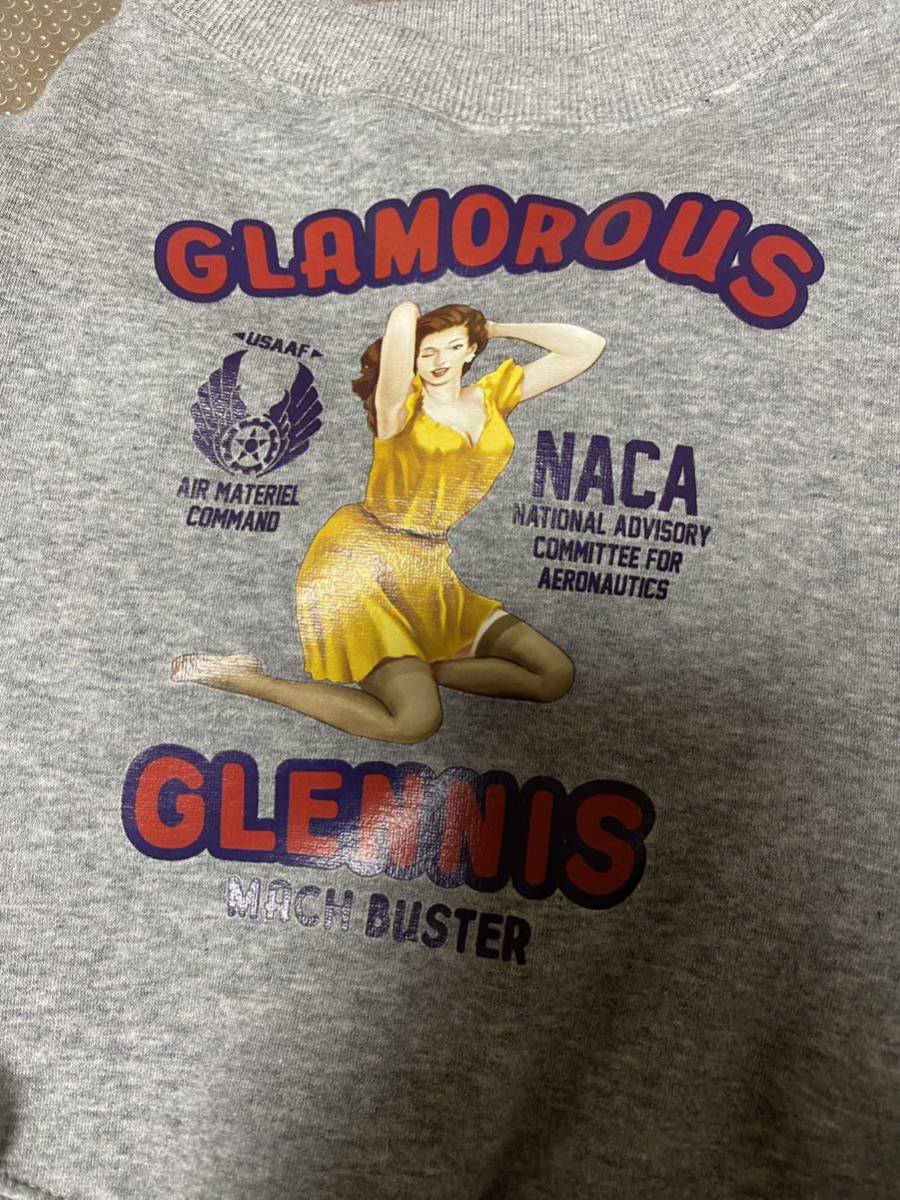 GLAMOROUS
USAAF
AIR MATERIEL
COMMAND
NACA
NATIONAL ADVISORY
COMMITTEE FOR
AERONAUTICS
GLENNIS
MACH BUSTER